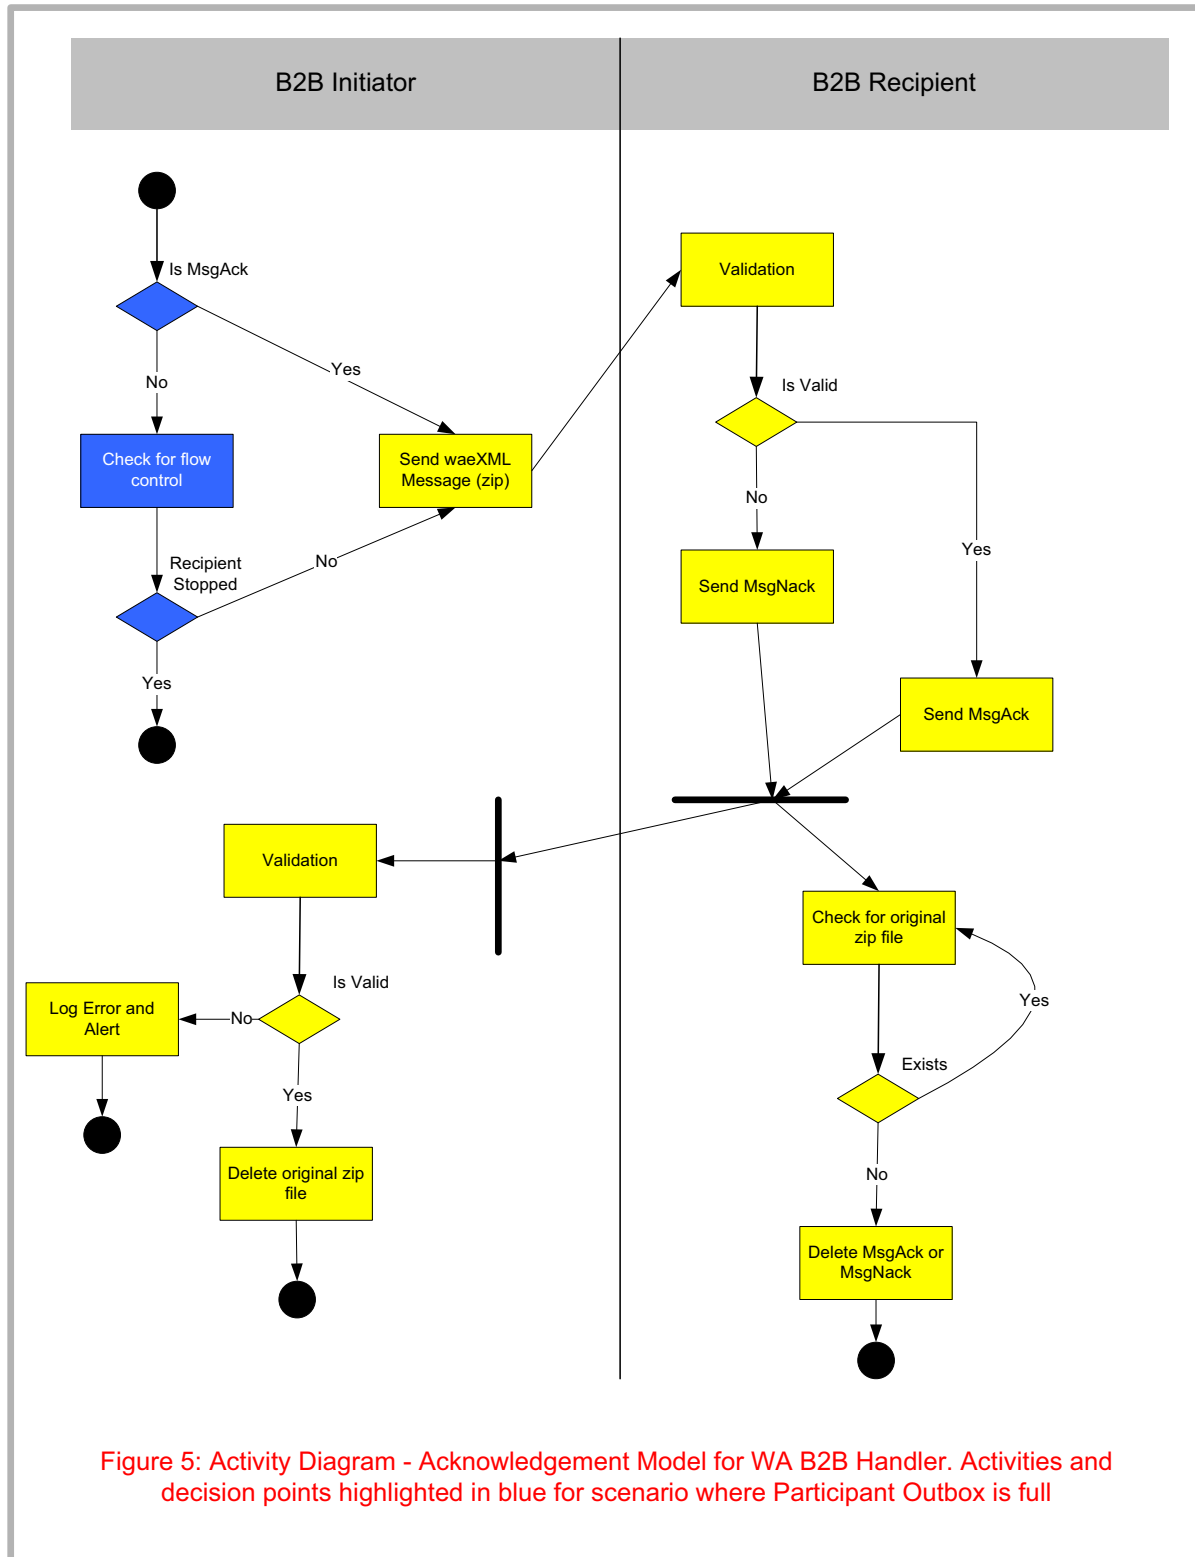 B2B Initiator
B2B Recipient
Is MsgAck
Yes
No
Check for flow
control
Send waeXML
Message (zip)
Recipient
Stopped
No
Yes
Validation
Is Valid
No
Yes
Send MsgNack
Send MsgAck
Validation
Is Valid
No
Log Error and
Alert
Yes
Delete original zip
file
Check for original
zip file
Yes
Exists
No
Delete MsgAck or
MsgNack
Figure 5: Activity Diagram - Acknowledgement Model for WA B2B Handler. Activities and
decision points highlighted in blue for scenario where Participant Outbox is full